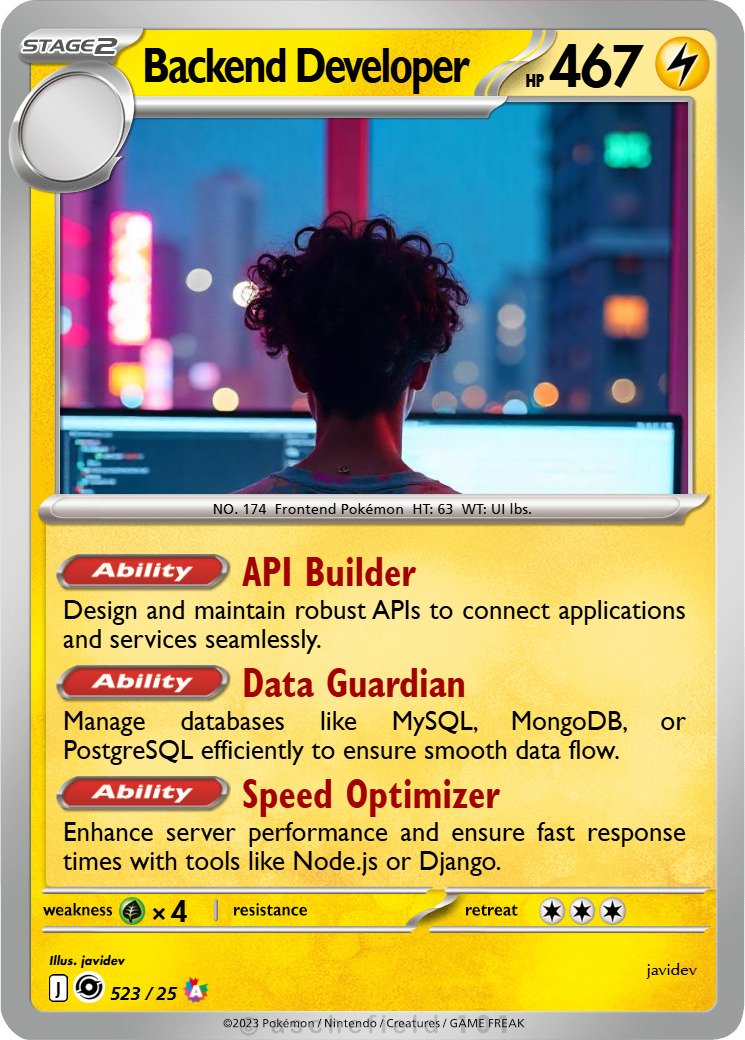 STAGE2
Backend Developer
HP 467
NO. 174 Frontend Pokémon HT: 63 WT: UI lbs.
Ability API Builder
Design and maintain robust APIs to connect applications
and services seamlessly.
Ability Data Guardian
Manage databases like MySQL, MongoDB, or
PostgreSQL efficiently to ensure smooth data flow.
Ability Speed Optimizer
Enhance server performance and ensure fast response
times with tools like Node.js or Django.
weakness × 4 resistance retreat
Illus. javidev
javidev
J 523 / 25 A
©2023 Pokémon / Nintendo / Creatures / GAME FREAK